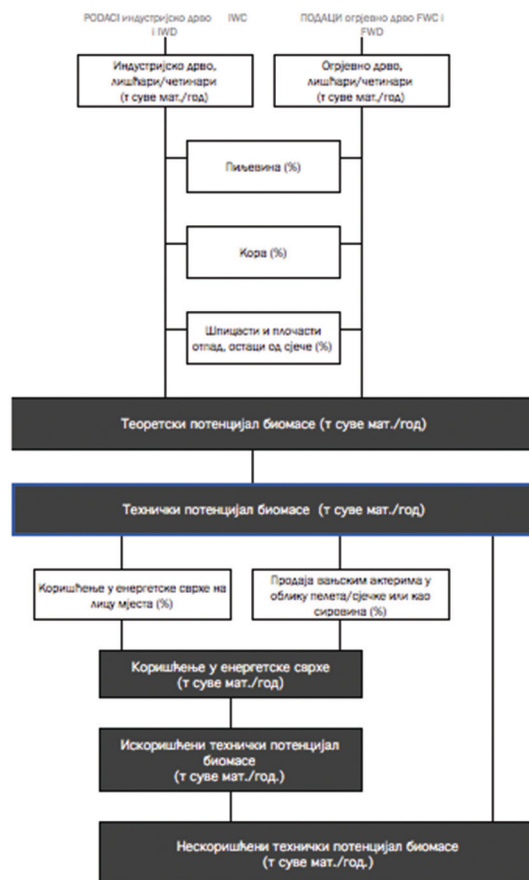 PODACI индустријско дрво IWC
i IWD
ПОДАЦИ огрјевно дрво FWC i
FWD
Индустријско дрво,
лишћари/четинари
(т суве мат./год)
Огрјевно дрво,
лишћари/четинари
(т суве мат./год)
Пиљевина (%)
Кора (%)
Шпицасти и плочасти
отпад, остаци од сјече (%)
Теоретски потенцијал биомасе (т суве мат./год)
Технички потенцијал биомасе (т суве мат./год)
Коришћење у енергетске сврхе на
лицу мјеста (%)
Продаја вањским актерима у
облику пелета/сјечке или као
сировина (%)
Коришћење у енергетске сврхе
(т суве мат./год)
Искоришћени технички потенцијал
биомасе
(т суве мат./год.)
Нескоришћени технички потенцијал биомасе
(т суве мат./год.)